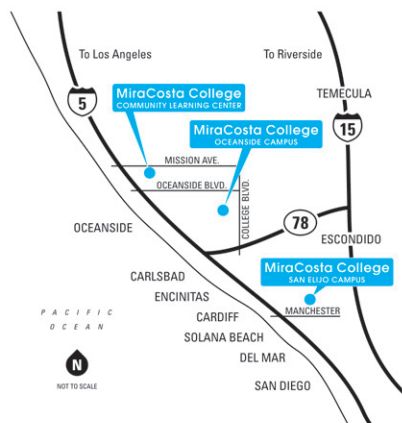 To Los Angeles
To Riverside
TEMECULA
5
MiraCosta College
COMMUNITY LEARNING CENTER
15
MiraCosta College
OCEANSIDE CAMPUS
MISSION AVE.
OCEANSIDE BLVD.
COLLEGE BLVD.
OCEANSIDE
78
ESCONDIDO
MiraCosta College
SAN ELIJO CAMPUS
CARLSBAD
ENCINITAS
MANCHESTER
PACIFIC
OCEAN
CARDIFF
SOLANA BEACH
DEL MAR
N
NOT TO SCALE
SAN DIEGO